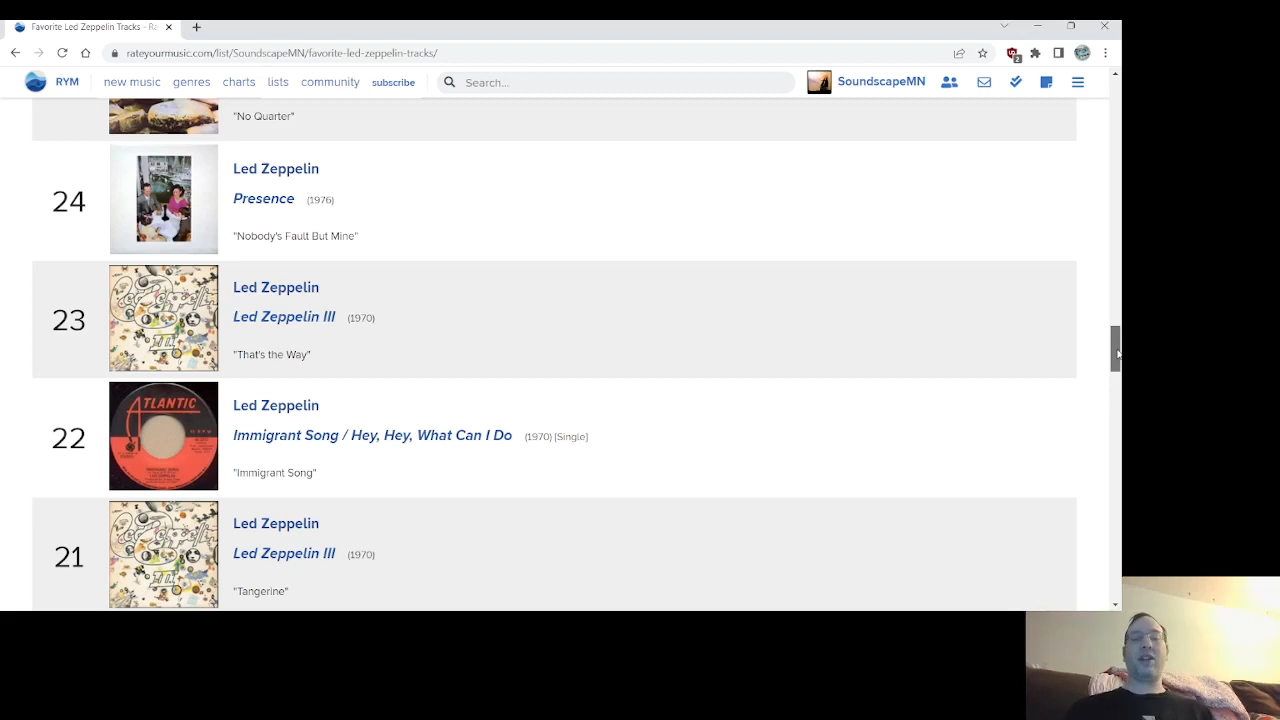 Favorite Led Zeppelin Tracks - Ra
rateyourmusic.com/list/SoundscapeMN/favorite-led-zeppelin-tracks/
2
RYM new music genres charts lists community subscribe Search... SoundscapeMN
"No Quarter"
24
Led Zeppelin
Presence (1976)
"Nobody's Fault But Mine"
23
Led Zeppelin
Led Zeppelin III (1970)
"That's the Way"
22
ATLANTIC
Led Zeppelin
Immigrant Song / Hey, Hey, What Can I Do (1970) [Single]
"Immigrant Song"
21
Led Zeppelin
Led Zeppelin III (1970)
"Tangerine"